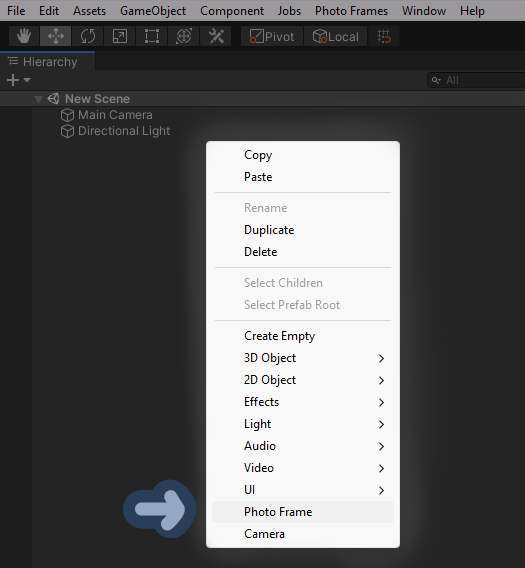 File Edit Assets GameObject Component Jobs Photo Frames Window Help
Pivot Local
Hierarchy
All
New Scene
Main Camera
Directional Light
Copy
Paste
Rename
Duplicate
Delete
Select Children
Select Prefab Root
Create Empty
3D Object
2D Object
Effects
Light
Audio
Video
UI
Photo Frame
Camera